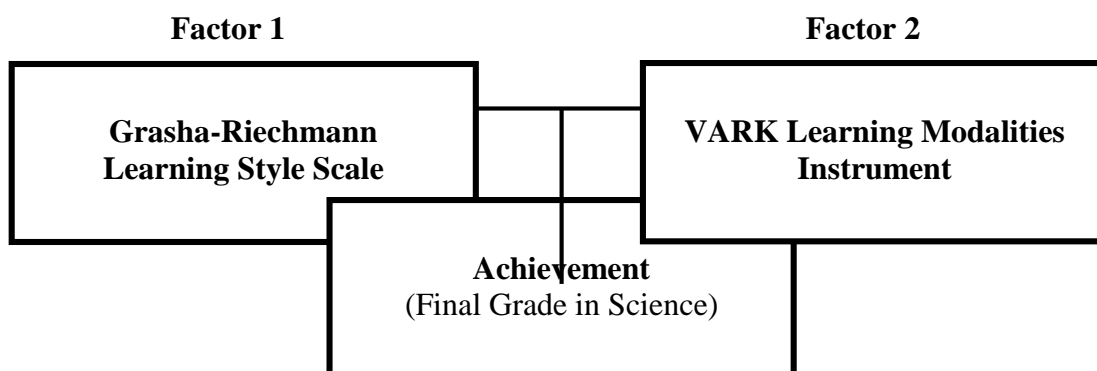 Factor 1
Factor 2
Grasha-Riechmann
Learning Style Scale
VARK Learning Modalities
Instrument
Achievement
(Final Grade in Science)